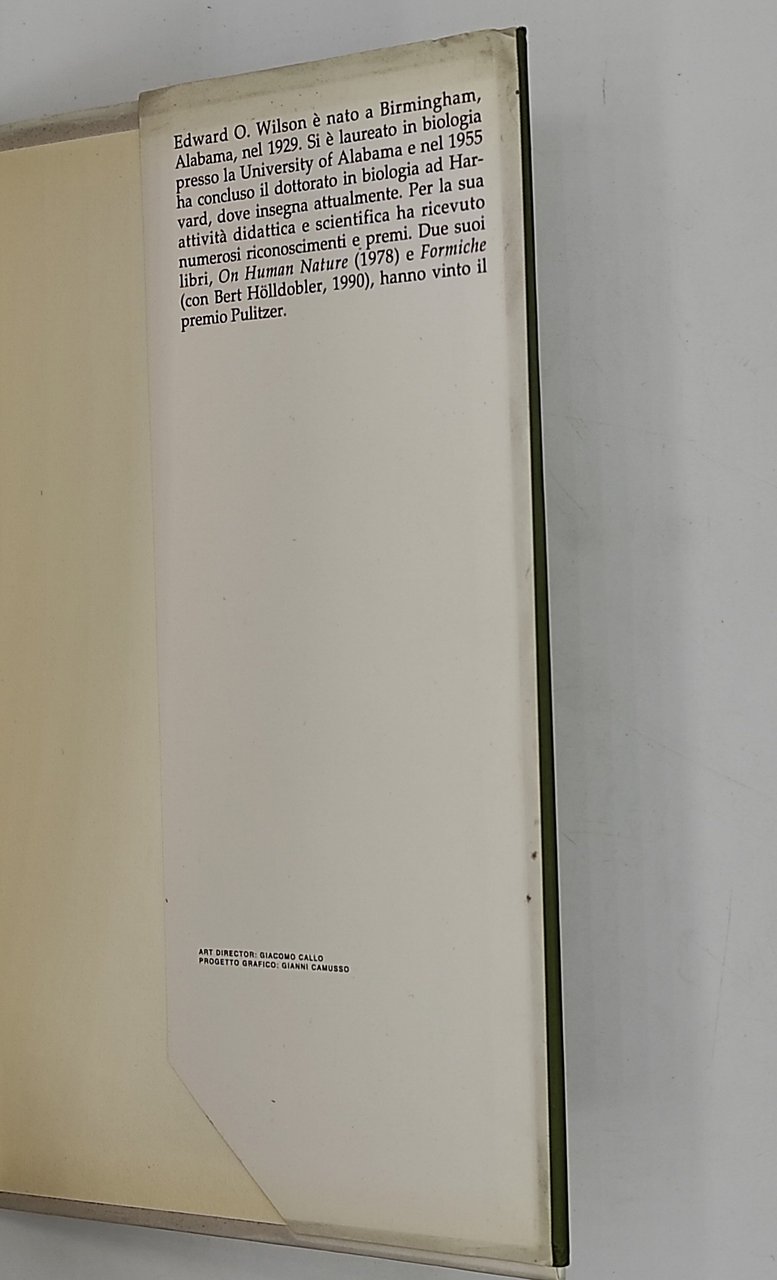 Edward O. Wilson è nato a Birmingham,
Alabama, nel 1929. Si è laureato in biologia
presso la University of Alabama e nel 1955
ha concluso il dottorato in biologia ad Har-
vard, dove insegna attualmente. Per la sua
attività didattica e scientifica ha ricevuto
numerosi riconoscimenti e premi. Due suoi
libri, On Human Nature (1978) e Formiche
(con Bert Hölldobler, 1990), hanno vinto il
premio Pulitzer.
ART DIRECTOR: GIACOMO CALLO
PROGETTO GRAFICO: GIANNI CAMUSSO